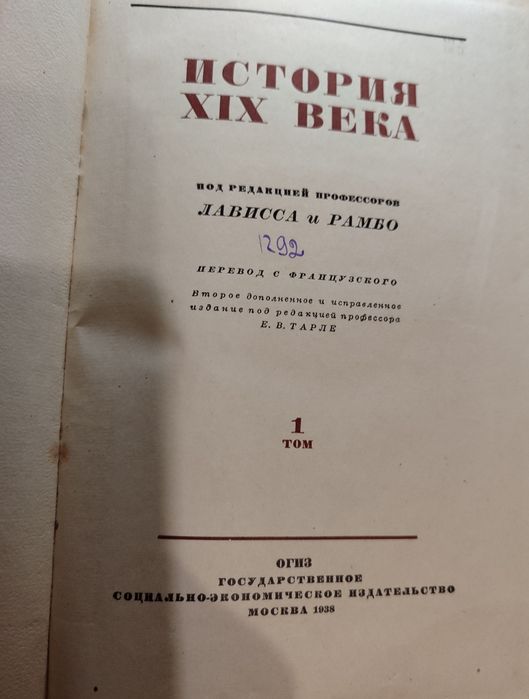 ИСТОРИЯ
XIX ВЕКА
ПОД РЕДАКЦИЕЙ ПРОФЕССОРОВ
ЛАВИССА и РАМБО
1292
ПЕРЕВОД С ФРАНЦУЗСКОГО
Второе дополненное и исправленное
издание под редакцией профессора
Е. В. ТАРЛЕ
1
ТОМ
ОГИЗ
ГОСУДАРСТВЕННОЕ
СОЦИАЛЬНО-ЭКОНОМИЧЕСКОЕ ИЗДАТЕЛЬСТВО
МОСКВА 1938